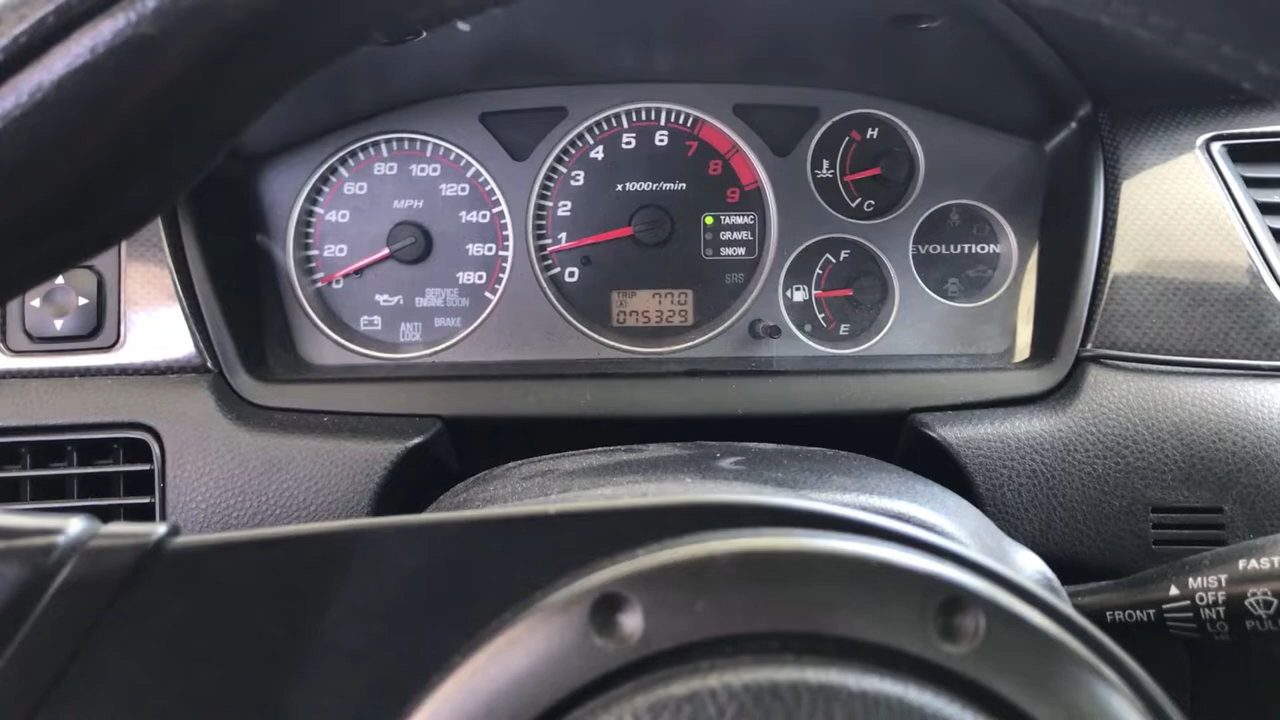 MPH
0
20
40
60
80
100
120
140
160
180
SERVICE
ENGINE SOON
BRAKE
ANTI
LOCK
x1000r/min
0
1
2
3
4
5
6
7
8
9
TARMAC
GRAVEL
SNOW
SRS
TRIP
A
77.0
075329
H
C
F
E
EVOLUTION
FAST
MIST
OFF
FRONT
INT
LO
PULL